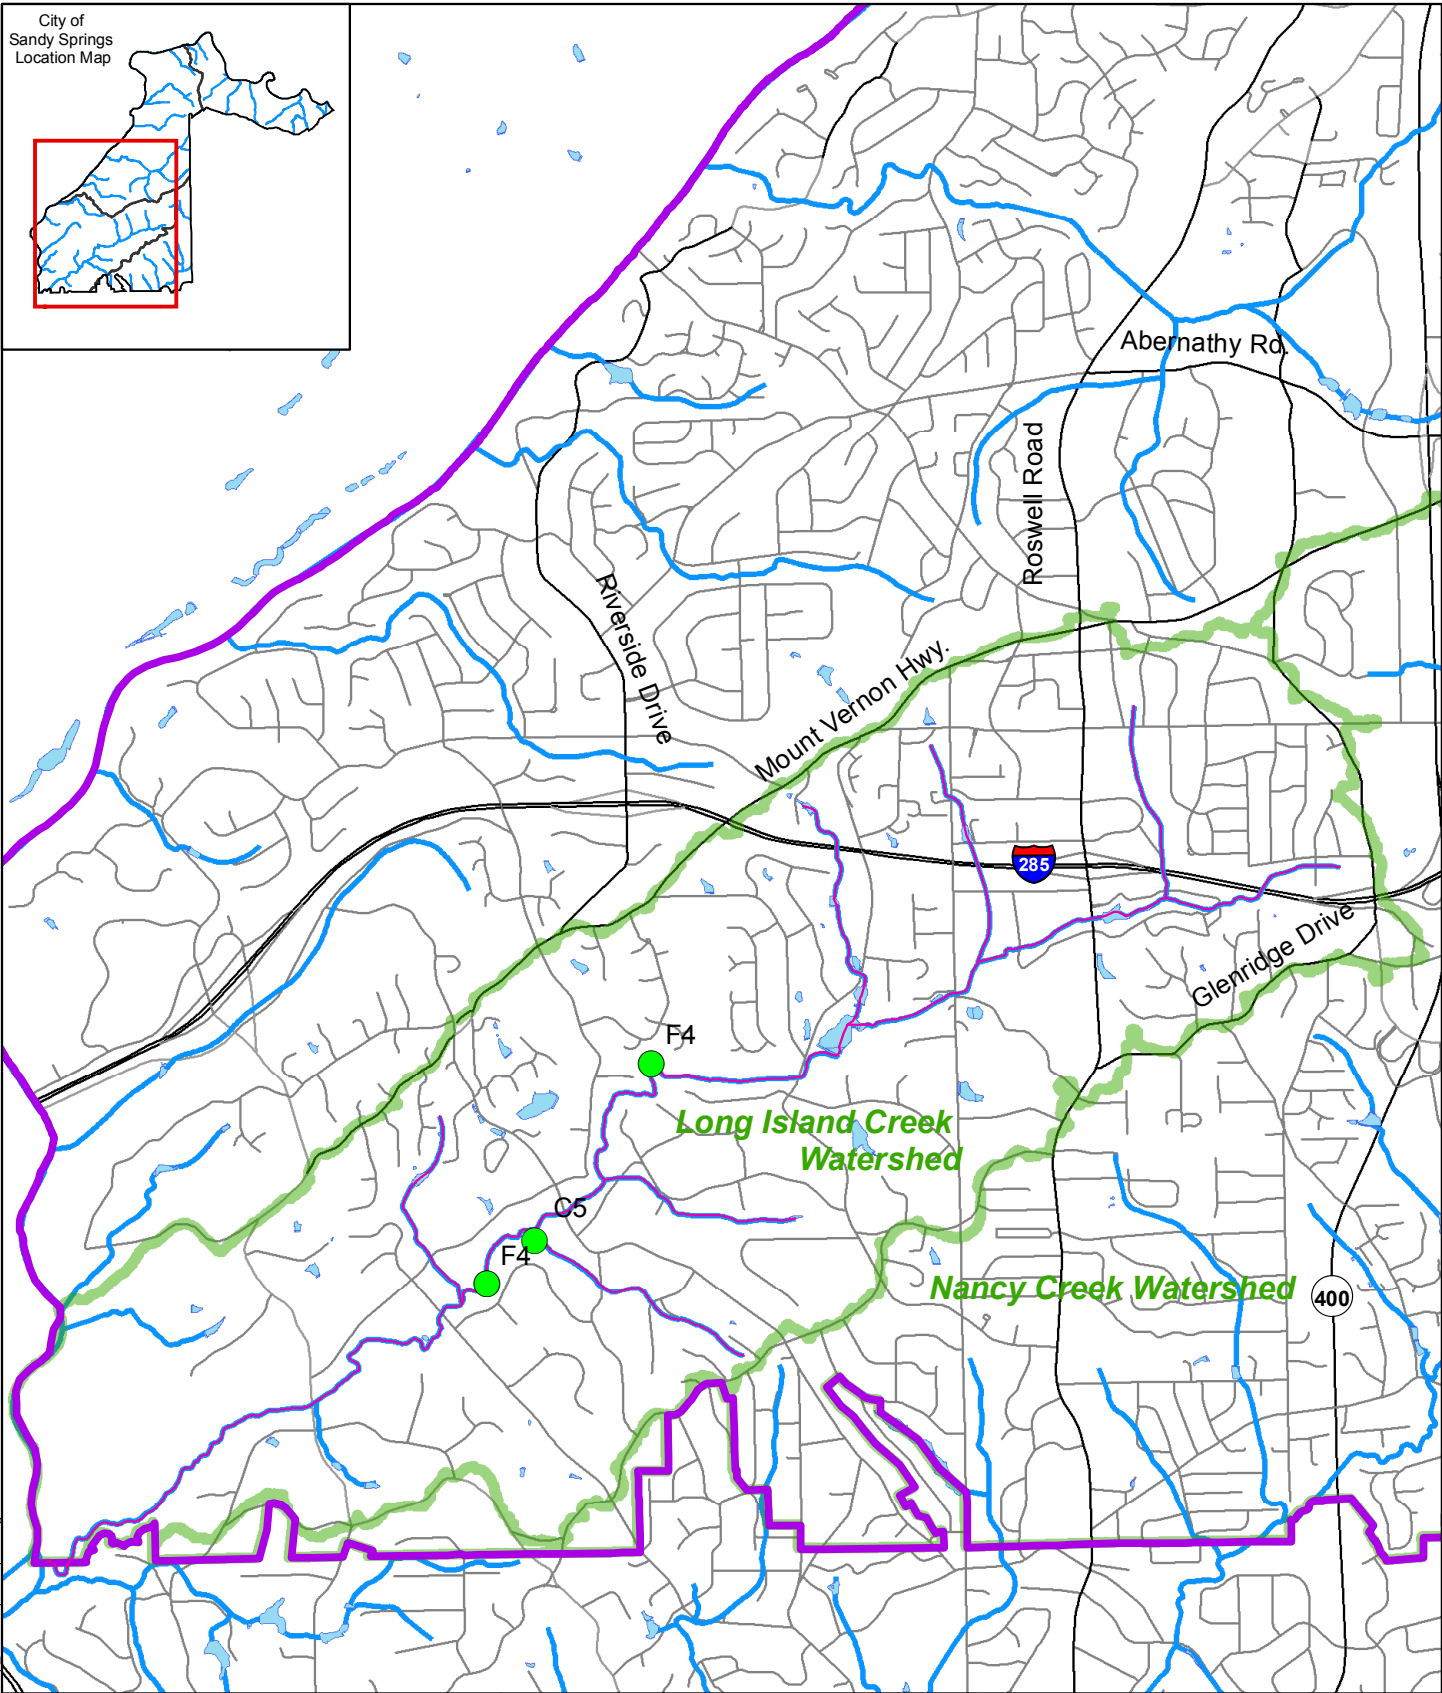 City of
Sandy Springs
Location Map
Abernathy Rd.
Roswell Road
Riverside Drive
Mount Vernon Hwy.
285
Glenridge Drive
F4
Long Island Creek
Watershed
C5
F4
Nancy Creek Watershed
400